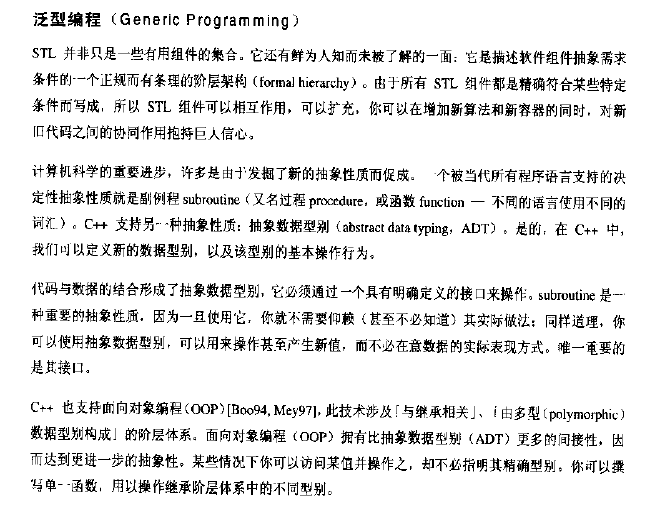 泛型编程（Generic Programming）
STL 并非只是一些有用组件的集合。它还有鲜为人知而未被了解的一面：它是描述软件组件抽象需求
条件的一个正规而有条理的阶层架构（formal hierarchy）。由于所有 STL 组件都是精确符合某些特定
条件而写成，所以 STL 组件可以相互作用，可以扩充，你可以在增加新算法和新容器的同时，对新
旧代码之间的协同作用抱持巨大信心。
计算机科学的重要进步，许多是由于发掘了新的抽象性质而促成。一个被当代所有程序语言支持的决
定性抽象性质就是副例程 subroutine（又名过程 procedure，或函数 function — 不同的语言使用不同的
词汇）。C++ 支持另一种抽象性质：抽象数据型别（abstract data typing，ADT）。是的，在 C++ 中，
我们可以定义新的数据型别，以及该型别的基本操作行为。
代码与数据的结合形成了抽象数据型别，它必须通过一个具有明确定义的接口来操作。subroutine 是一
种重要的抽象性质，因为一旦使用它，你就不需要仰赖（甚至不必知道）其实际做法；同样道理，你
可以使用抽象数据型别，可以用来操作甚至产生新值，而不必在意数据的实际表现方式。唯一重要的
是其接口。
C++ 也支持面向对象编程（OOP）[Boo94, Mey97]，此技术涉及「与继承相关」、「由多型（polymorphic）
数据型别构成」的阶层体系。面向对象编程（OOP）拥有比抽象数据型别（ADT）更多的间接性，因
而达到更进一步的抽象性。某些情况下你可以访问某值并操作之，却不必指明其精确型别。你可以撰
写单一函数，用以操作继承阶层体系中的不同型别。